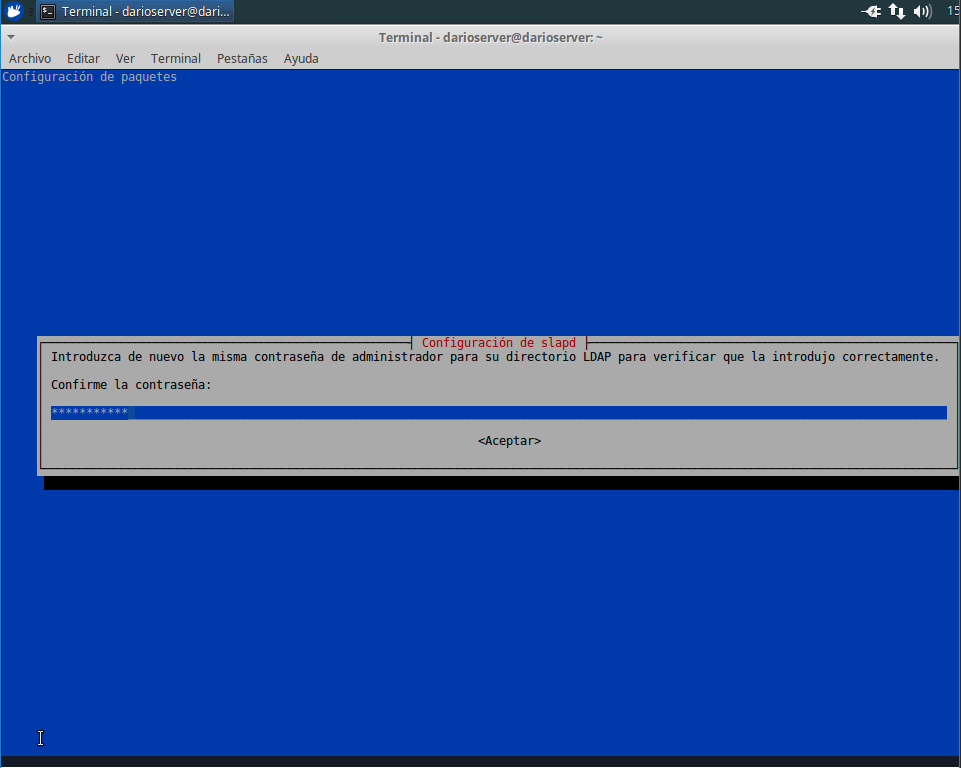 Terminal - darioserver@dari...
15
Terminal - darioserver@darioserver: ~
Archivo Editar Ver Terminal Pestañas Ayuda
Configuración de paquetes
Configuración de slapd
Introduzca de nuevo la misma contraseña de administrador para su directorio LDAP para verificar que la introdujo correctamente.
Confirme la contraseña:
***********
<Aceptar>